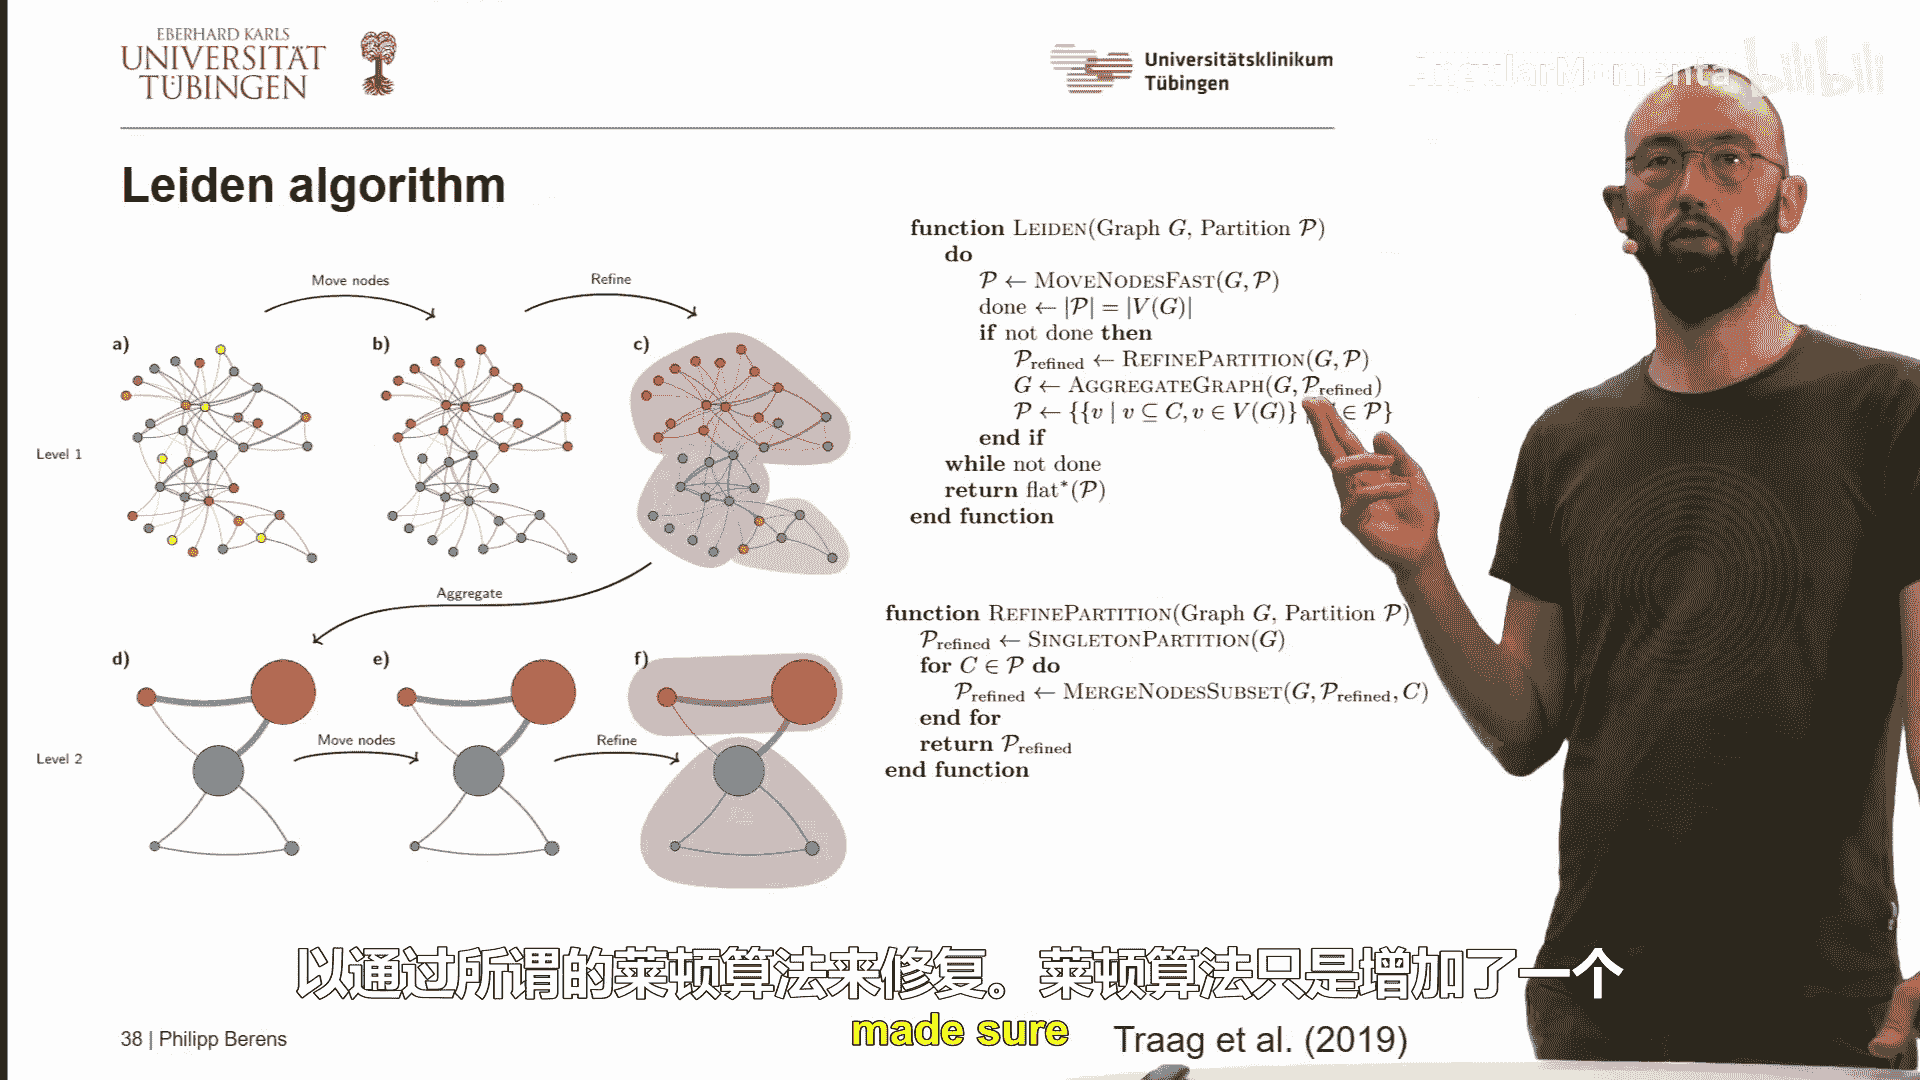 EBERHARD KARLS
UNIVERSITÄT
TÜBINGEN
Universitätsklinikum
Tübingen
AngularMomenta
bilibili
Leiden algorithm
Move nodes
Refine
a)
b)
c)
Level 1
Aggregate
d)
e)
f)
Move nodes
Refine
Level 2
function LEIDEN(Graph G, Partition 𝒫)
do
𝒫 ← MOVENODESFAST(G, 𝒫)
done ← |𝒫| = |V(G)|
if not done then
𝒫refined ← REFINEPARTITION(G, 𝒫)
G ← AGGREGATEGRAPH(G, 𝒫refined)
𝒫 ← {{v | v ⊆ C, v ∈ V(G)} | ∈ 𝒫}
end if
while not done
return flat*(𝒫)
end function
function REFINEPARTITION(Graph G, Partition 𝒫)
𝒫refined ← SINGLETONPARTITION(G)
for C ∈ 𝒫 do
𝒫refined ← MERGENODESSUBSET(G, 𝒫refined, C)
end for
return 𝒫refined
end function
以通过所谓的莱顿算法来修复。莱顿算法只是增加了一个
made sure
38 | Philipp Berens
Traag et al. (2019)